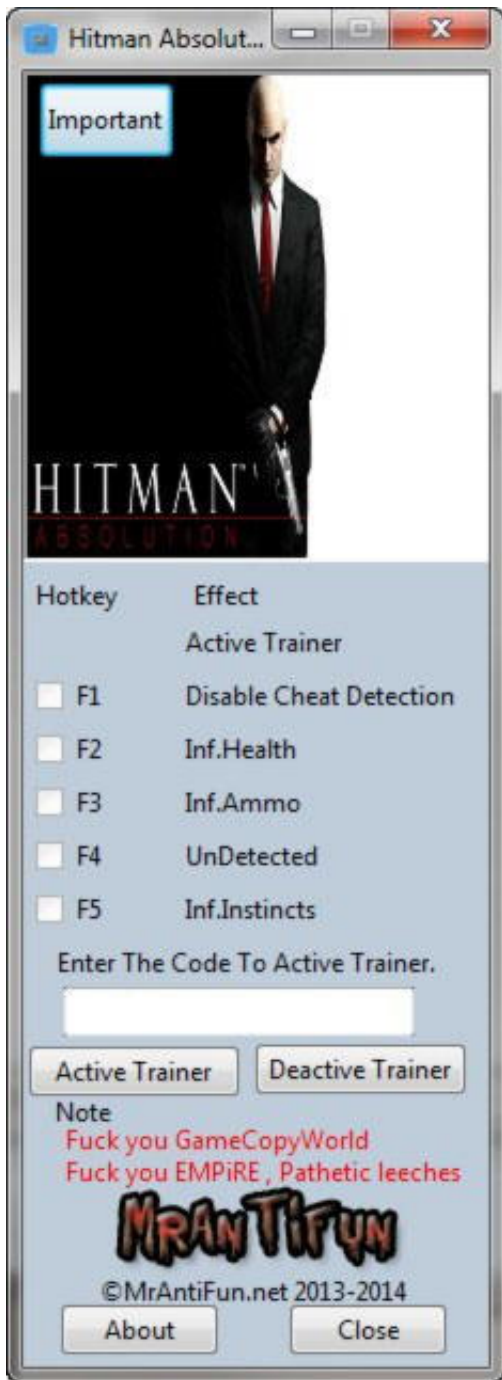 Hitman Absolut...
Important
HITMAN™
ABSOLUTION
Hotkey Effect
Active Trainer
F1 Disable Cheat Detection
F2 Inf.Health
F3 Inf.Ammo
F4 UnDetected
F5 Inf.Instincts
Enter The Code To Active Trainer.
Active Trainer Deactive Trainer
Note
Fuck you GameCopyWorld
Fuck you EMPiRE , Pathetic leeches
MRANTIFUN
©MrAntiFun.net 2013-2014
About Close